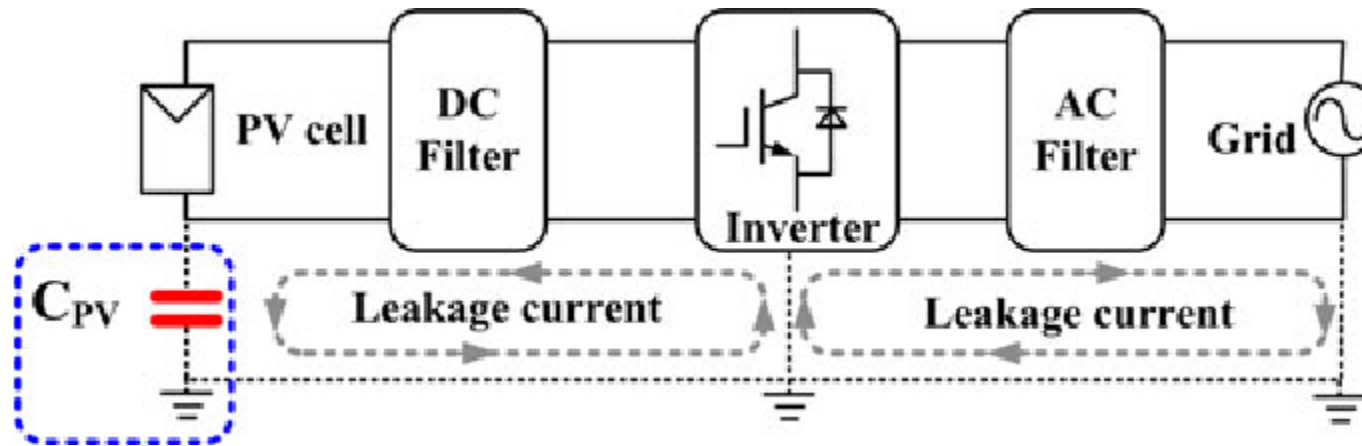 PV cell
DC
Filter
Inverter
AC
Filter
Grid
CPV
Leakage current
Leakage current